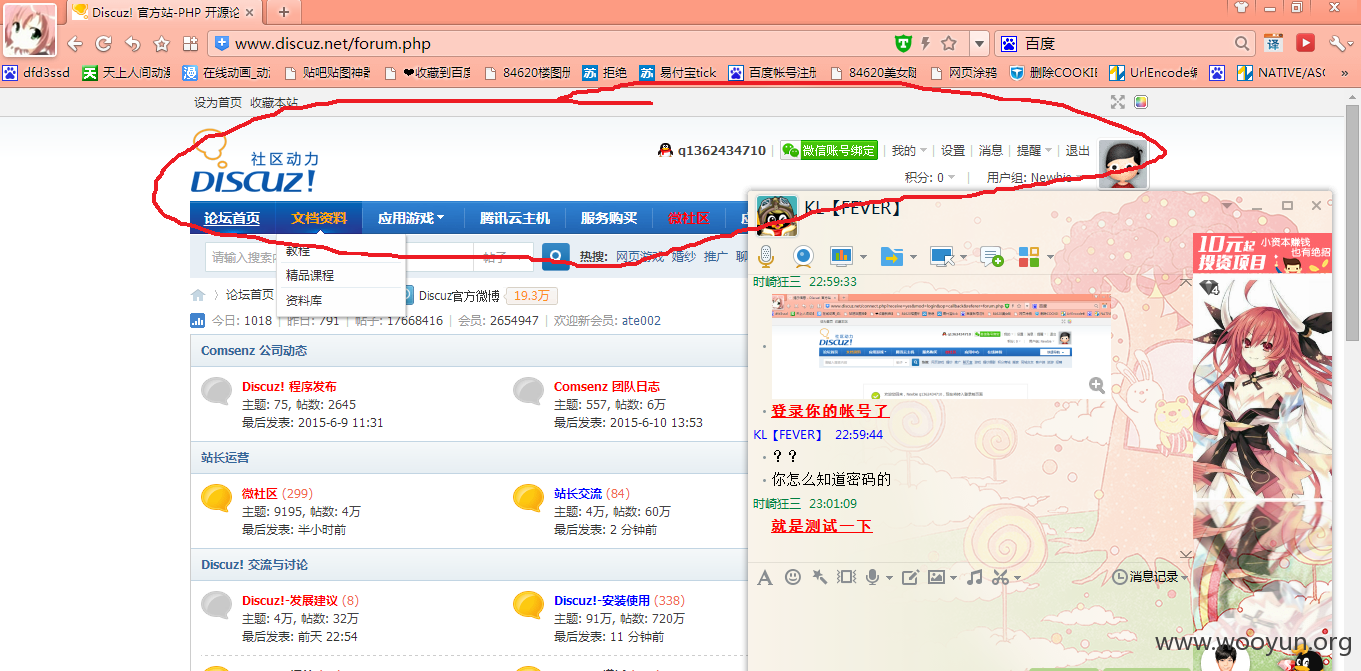 Discuz! 官方站-PHP 开源论
www.discuz.net/forum.php
百度
dfd3ssd 天上人间动漫 在线动画_动 贴吧贴图神器 ❤收藏到百度 84620楼图册 拒绝 易付宝tick 百度帐号注册 84620美女图 网页涂鸦 删除COOKIE UrlEncode编 NATIVE/ASC »
设为首页 收藏本站
社区动力
DISCUZ!
q1362434710 | 微信账号绑定 | 我的 | 设置 | 消息 | 提醒 | 退出
积分: 0 | 用户组: Newbie
论坛首页 文档资料 应用游戏 腾讯云主机 服务购买 微社区
请输入搜索 帖子 热搜: 网页游戏 婚纱 推广
教程
精品课程
资料库
论坛首页 Discuz官方微博 19.3万
今日: 1018 | 昨日: 791 | 帖子: 17668416 | 会员: 2654947 | 欢迎新会员: ate002
Comsenz 公司动态
Discuz! 程序发布
主题: 75, 帖数: 2645
最后发表: 2015-6-9 11:31
Comsenz 团队日志
主题: 557, 帖数: 6万
最后发表: 2015-6-10 13:53
站长运营
微社区 (299)
主题: 9195, 帖数: 4万
最后发表: 半小时前
站长交流 (84)
主题: 4万, 帖数: 60万
最后发表: 2 分钟前
Discuz! 交流与讨论
Discuz!-发展建议 (8)
主题: 4万, 帖数: 32万
最后发表: 前天 22:54
Discuz!-安装使用 (338)
主题: 91万, 帖数: 720万
最后发表: 11 分钟前
KL【FEVER】
10元起 小资本赚钱
投资项目: 也有绝招
时崎狂三 22:59:33
登录你的帐号了
KL【FEVER】 22:59:44
？？
你怎么知道密码的
时崎狂三 23:01:09
就是测试一下
消息记录
www.wooyun.org